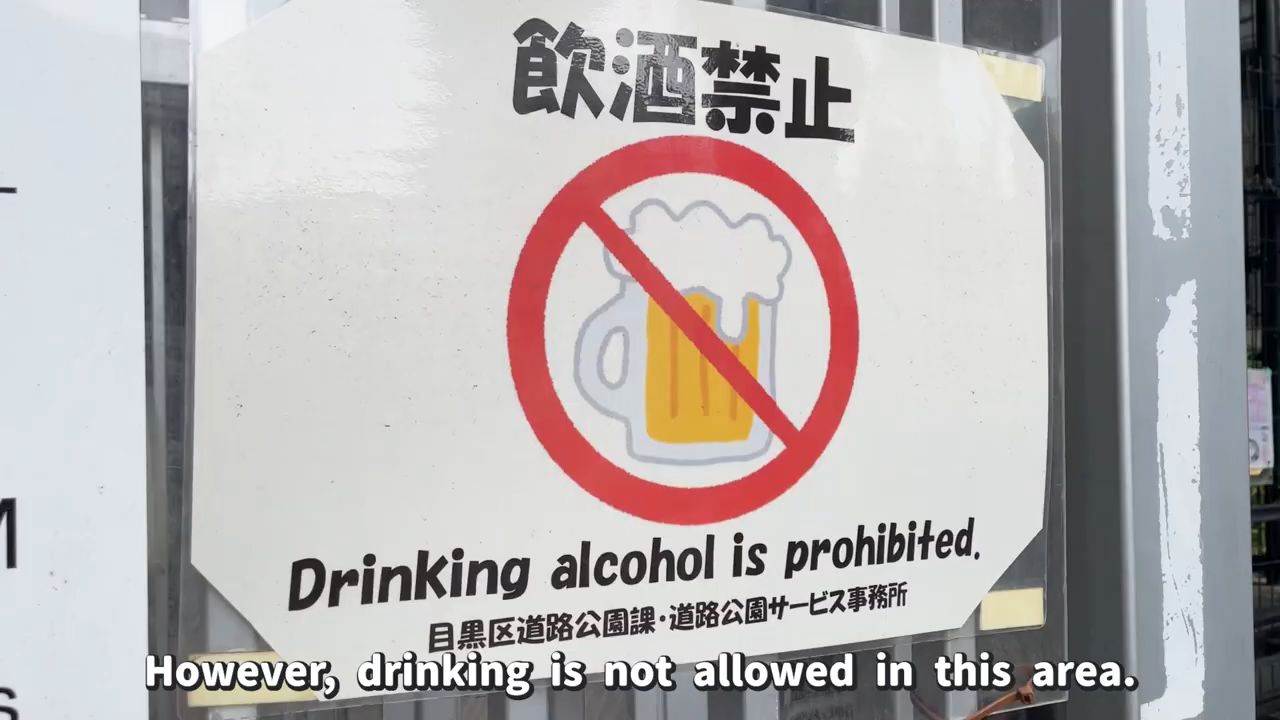 飲酒禁止
Drinking alcohol is prohibited.
目黒区道路公園課・道路公園サービス事務所
However, drinking is not allowed in this area.